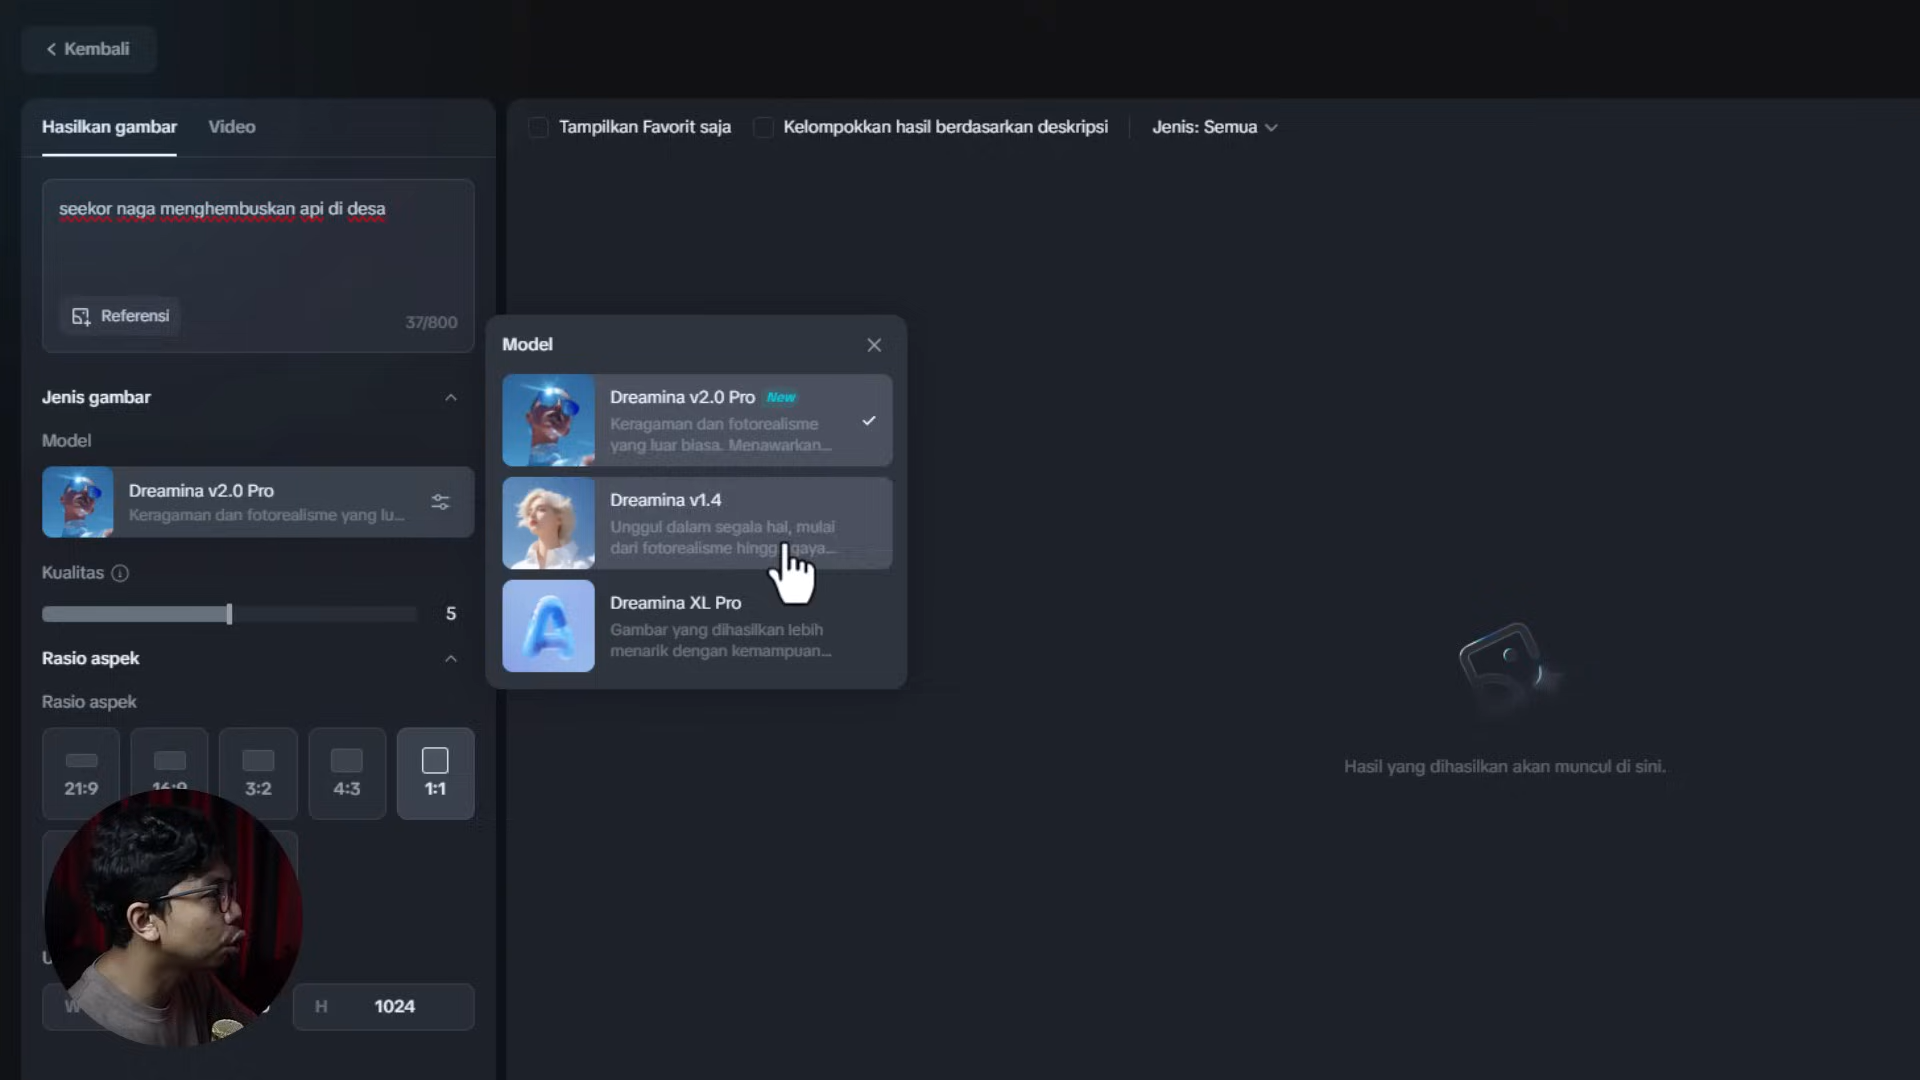 Kembali
Hasilkan gambar
Video
Tampilkan Favorit saja
Kelompokkan hasil berdasarkan deskripsi
Jenis: Semua
seekor naga menghembuskan api di desa
Referensi
37/800
Jenis gambar
Model
Dreamina v2.0 Pro
Keragaman dan fotorealisme yang lu...
Kualitas
5
Rasio aspek
Rasio aspek
21:9
16:9
3:2
4:3
1:1
W
H
1024
Model
Dreamina v2.0 Pro New
Keragaman dan fotorealisme
yang luar biasa. Menawarkan...
Dreamina v1.4
Unggul dalam segala hal, mulai
dari fotorealisme hingga gaya...
Dreamina XL Pro
Gambar yang dihasilkan lebih
menarik dengan kemampuan...
Hasil yang dihasilkan akan muncul di sini.